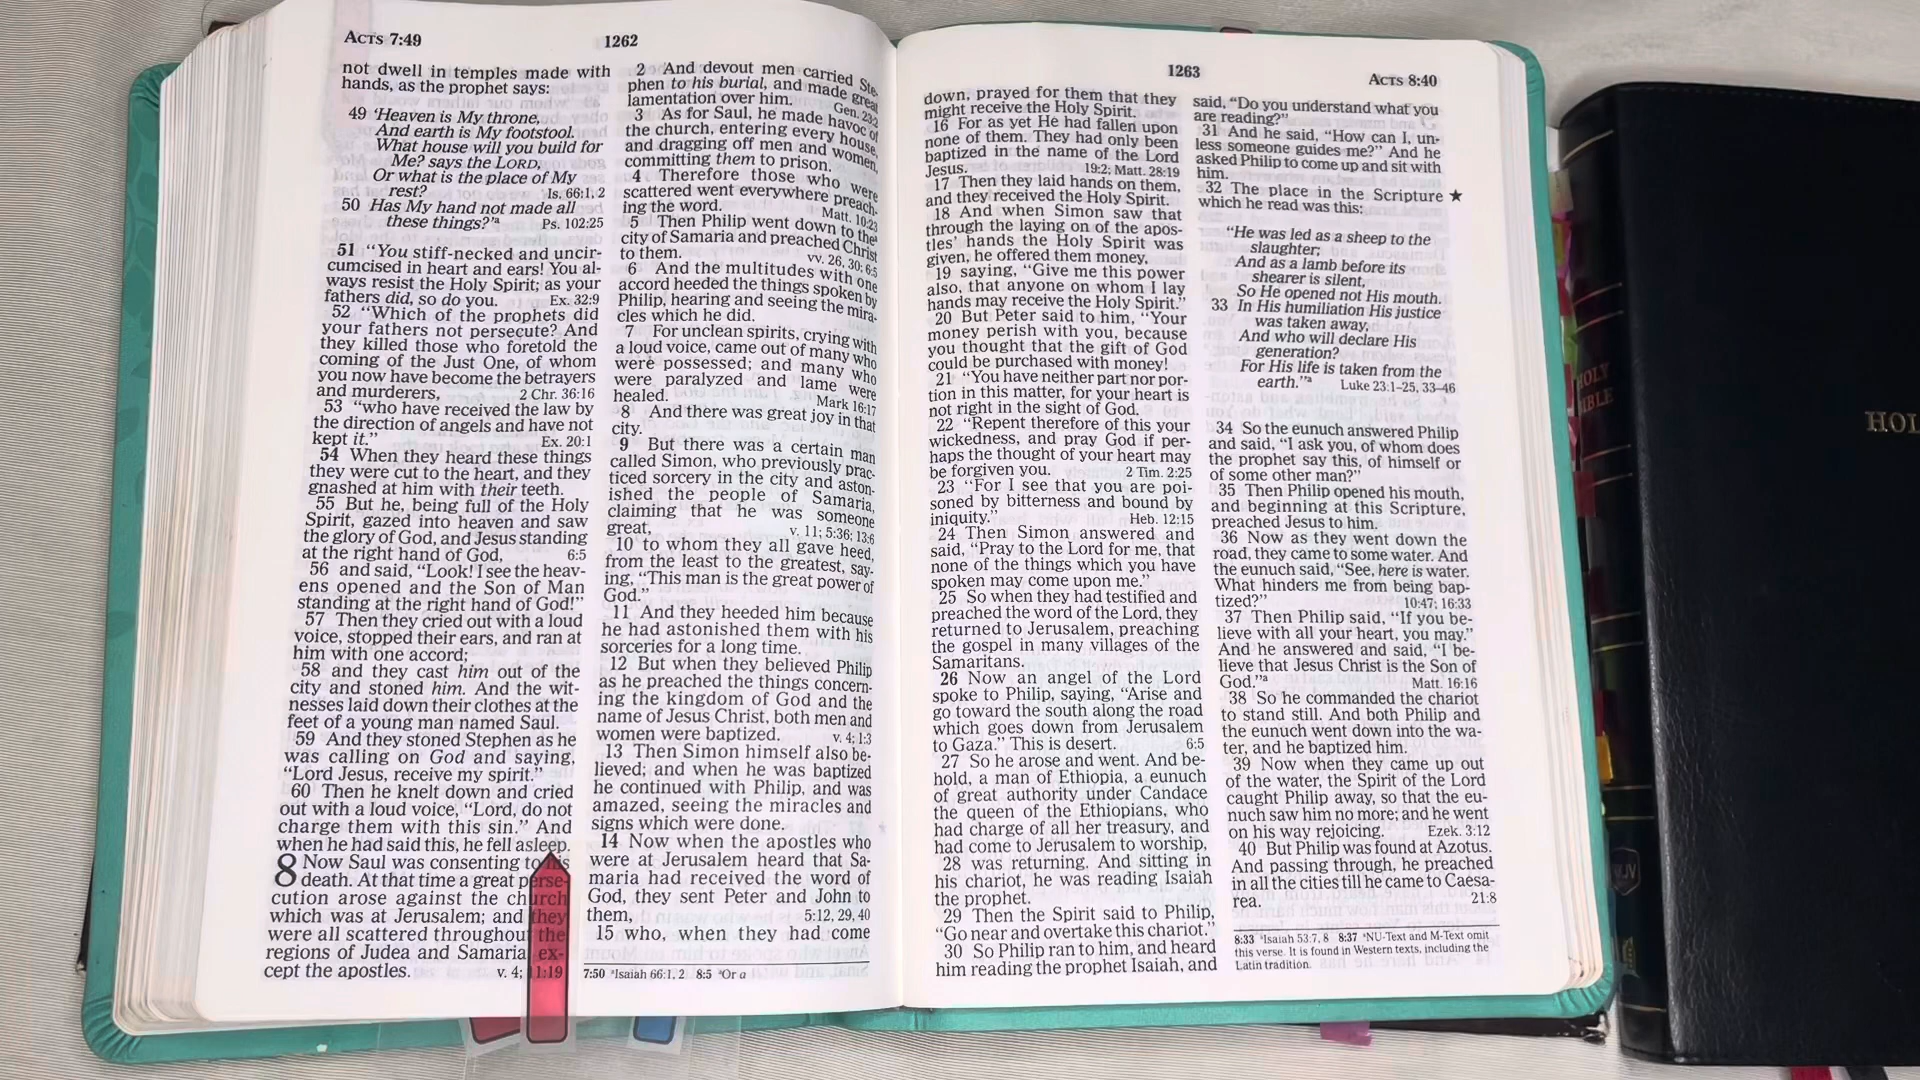 ACTS 7:49
1262
not dwell in temples made with
hands, as the prophet says:
49 'Heaven is My throne,
And earth is My footstool.
What house will you build for
Me? says the LORD,
Or what is the place of My
rest? Is. 66:1, 2
50 Has My hand not made all
these things?'a Ps. 102:25
51 "You stiff-necked and uncir-
cumcised in heart and ears! You al-
ways resist the Holy Spirit; as your
fathers did, so do you. Ex. 32:9
52 "Which of the prophets did
your fathers not persecute? And
they killed those who foretold the
coming of the Just One, of whom
you now have become the betrayers
and murderers, 2 Chr. 36:16
53 "who have received the law by
the direction of angels and have not
kept it." Ex. 20:1
54 When they heard these things
they were cut to the heart, and they
gnashed at him with their teeth.
55 But he, being full of the Holy
Spirit, gazed into heaven and saw
the glory of God, and Jesus standing
at the right hand of God, 6:5
56 and said, "Look! I see the heav-
ens opened and the Son of Man
standing at the right hand of God!"
57 Then they cried out with a loud
voice, stopped their ears, and ran at
him with one accord;
58 and they cast him out of the
city and stoned him. And the wit-
nesses laid down their clothes at the
feet of a young man named Saul.
59 And they stoned Stephen as he
was calling on God and saying,
"Lord Jesus, receive my spirit."
60 Then he knelt down and cried
out with a loud voice, "Lord, do not
charge them with this sin." And
when he had said this, he fell asleep.
8 Now Saul was consenting to his
death. At that time a great perse-
cution arose against the church
which was at Jerusalem; and they
were all scattered throughout the
regions of Judea and Samaria, ex-
cept the apostles. v. 4; 11:19
2 And devout men carried Ste-
phen to his burial, and made great
lamentation over him. Gen. 23:2
3 As for Saul, he made havoc of
the church, entering every house,
and dragging off men and women,
committing them to prison.
4 Therefore those who were
scattered went everywhere preach-
ing the word. Matt. 10:23
5 Then Philip went down to the
city of Samaria and preached Christ
to them. vv. 26, 30; 6:5
6 And the multitudes with one
accord heeded the things spoken by
Philip, hearing and seeing the mira-
cles which he did.
7 For unclean spirits, crying with
a loud voice, came out of many who
were possessed; and many who
were paralyzed and lame were
healed. Mark 16:17
8 And there was great joy in that
city.
9 But there was a certain man
called Simon, who previously prac-
ticed sorcery in the city and aston-
ished the people of Samaria,
claiming that he was someone
great, v. 11; 5:36; 13:6
10 to whom they all gave heed,
from the least to the greatest, say-
ing, "This man is the great power of
God."
11 And they heeded him because
he had astonished them with his
sorceries for a long time.
12 But when they believed Philip
as he preached the things concern-
ing the kingdom of God and the
name of Jesus Christ, both men and
women were baptized. v. 4; 1:3
13 Then Simon himself also be-
lieved; and when he was baptized
he continued with Philip, and was
amazed, seeing the miracles and
signs which were done.
14 Now when the apostles who
were at Jerusalem heard that Sa-
maria had received the word of
God, they sent Peter and John to
them, 5:12, 29, 40
15 who, when they had come
7:50 aIsaiah 66:1, 2 8:5 aOr a
1263
ACTS 8:40
down, prayed for them that they
might receive the Holy Spirit.
16 For as yet He had fallen upon
none of them. They had only been
baptized in the name of the Lord
Jesus. 19:2; Matt. 28:19
17 Then they laid hands on them,
and they received the Holy Spirit.
18 And when Simon saw that
through the laying on of the apos-
tles' hands the Holy Spirit was
given, he offered them money,
19 saying, "Give me this power
also, that anyone on whom I lay
hands may receive the Holy Spirit."
20 But Peter said to him, "Your
money perish with you, because
you thought that the gift of God
could be purchased with money!
21 "You have neither part nor por-
tion in this matter, for your heart is
not right in the sight of God.
22 "Repent therefore of this your
wickedness, and pray God if per-
haps the thought of your heart may
be forgiven you. 2 Tim. 2:25
23 "For I see that you are poi-
soned by bitterness and bound by
iniquity." Heb. 12:15
24 Then Simon answered and
said, "Pray to the Lord for me, that
none of the things which you have
spoken may come upon me."
25 So when they had testified and
preached the word of the Lord, they
returned to Jerusalem, preaching
the gospel in many villages of the
Samaritans.
26 Now an angel of the Lord
spoke to Philip, saying, "Arise and
go toward the south along the road
which goes down from Jerusalem
to Gaza." This is desert. 6:5
27 So he arose and went. And be-
hold, a man of Ethiopia, a eunuch
of great authority under Candace
the queen of the Ethiopians, who
had charge of all her treasury, and
had come to Jerusalem to worship,
28 was returning. And sitting in
his chariot, he was reading Isaiah
the prophet.
29 Then the Spirit said to Philip,
"Go near and overtake this chariot."
30 So Philip ran to him, and heard
him reading the prophet Isaiah, and
said, "Do you understand what you
are reading?"
31 And he said, "How can I, un-
less someone guides me?" And he
asked Philip to come up and sit with
him.
32 The place in the Scripture ★
which he read was this:
"He was led as a sheep to the
slaughter;
And as a lamb before its
shearer is silent,
So He opened not His mouth.
33 In His humiliation His justice
was taken away,
And who will declare His
generation?
For His life is taken from the
earth."a Luke 23:1–25, 33–46
34 So the eunuch answered Philip
and said, "I ask you, of whom does
the prophet say this, of himself or
of some other man?"
35 Then Philip opened his mouth,
and beginning at this Scripture,
preached Jesus to him.
36 Now as they went down the
road, they came to some water. And
the eunuch said, "See, here is water.
What hinders me from being bap-
tized?" 10:47; 16:33
37 Then Philip said, "If you be-
lieve with all your heart, you may."
And he answered and said, "I be-
lieve that Jesus Christ is the Son of
God."a Matt. 16:16
38 So he commanded the chariot
to stand still. And both Philip and
the eunuch went down into the wa-
ter, and he baptized him.
39 Now when they came up out
of the water, the Spirit of the Lord
caught Philip away, so that the eu-
nuch saw him no more; and he went
on his way rejoicing. Ezek. 3:12
40 But Philip was found at Azotus.
And passing through, he preached
in all the cities till he came to Caesa-
rea. 21:8
8:33 aIsaiah 53:7, 8 8:37 aNU-Text and M-Text omit
this verse. It is found in Western texts, including the
Latin tradition.
HOLY
BIBLE
NKJV
HOL